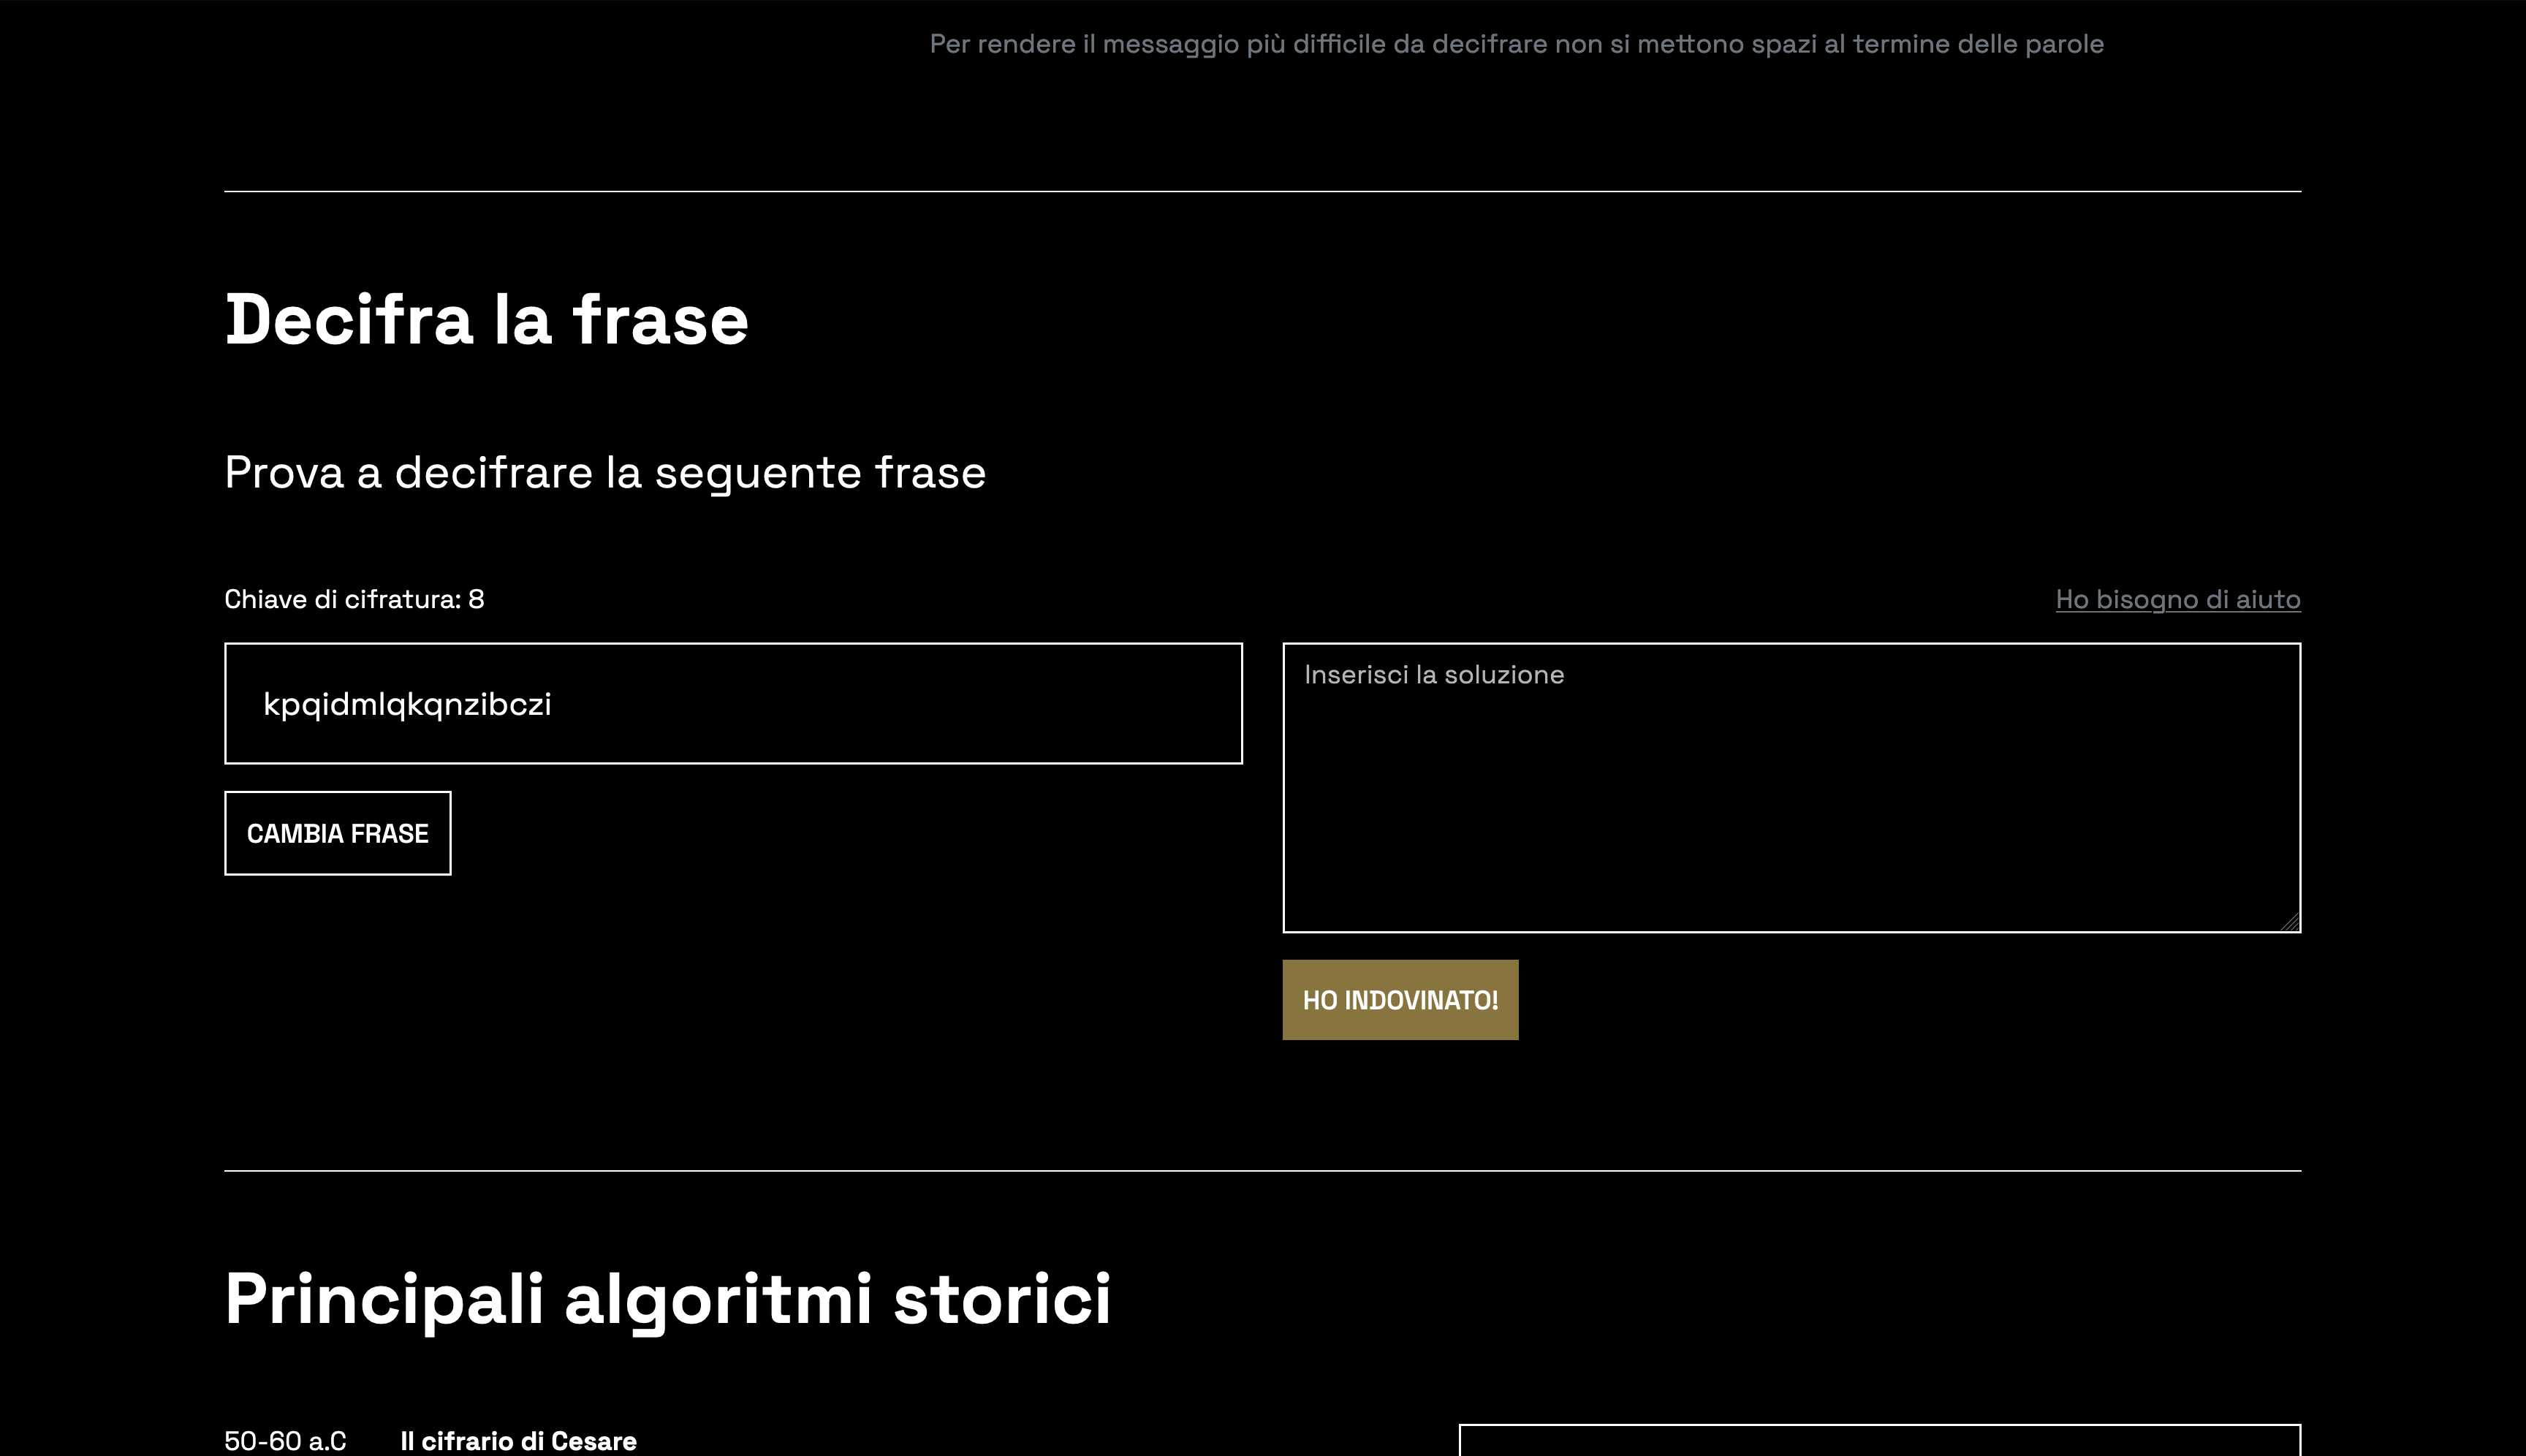 Per rendere il messaggio più difficile da decifrare non si mettono spazi al termine delle parole
Decifra la frase
Prova a decifrare la seguente frase
Chiave di cifratura: 8
Ho bisogno di aiuto
kpqidmlqkqnzibczi
Inserisci la soluzione
CAMBIA FRASE
HO INDOVINATO!
Principali algoritmi storici
50-60 a.C Il cifrario di Cesare